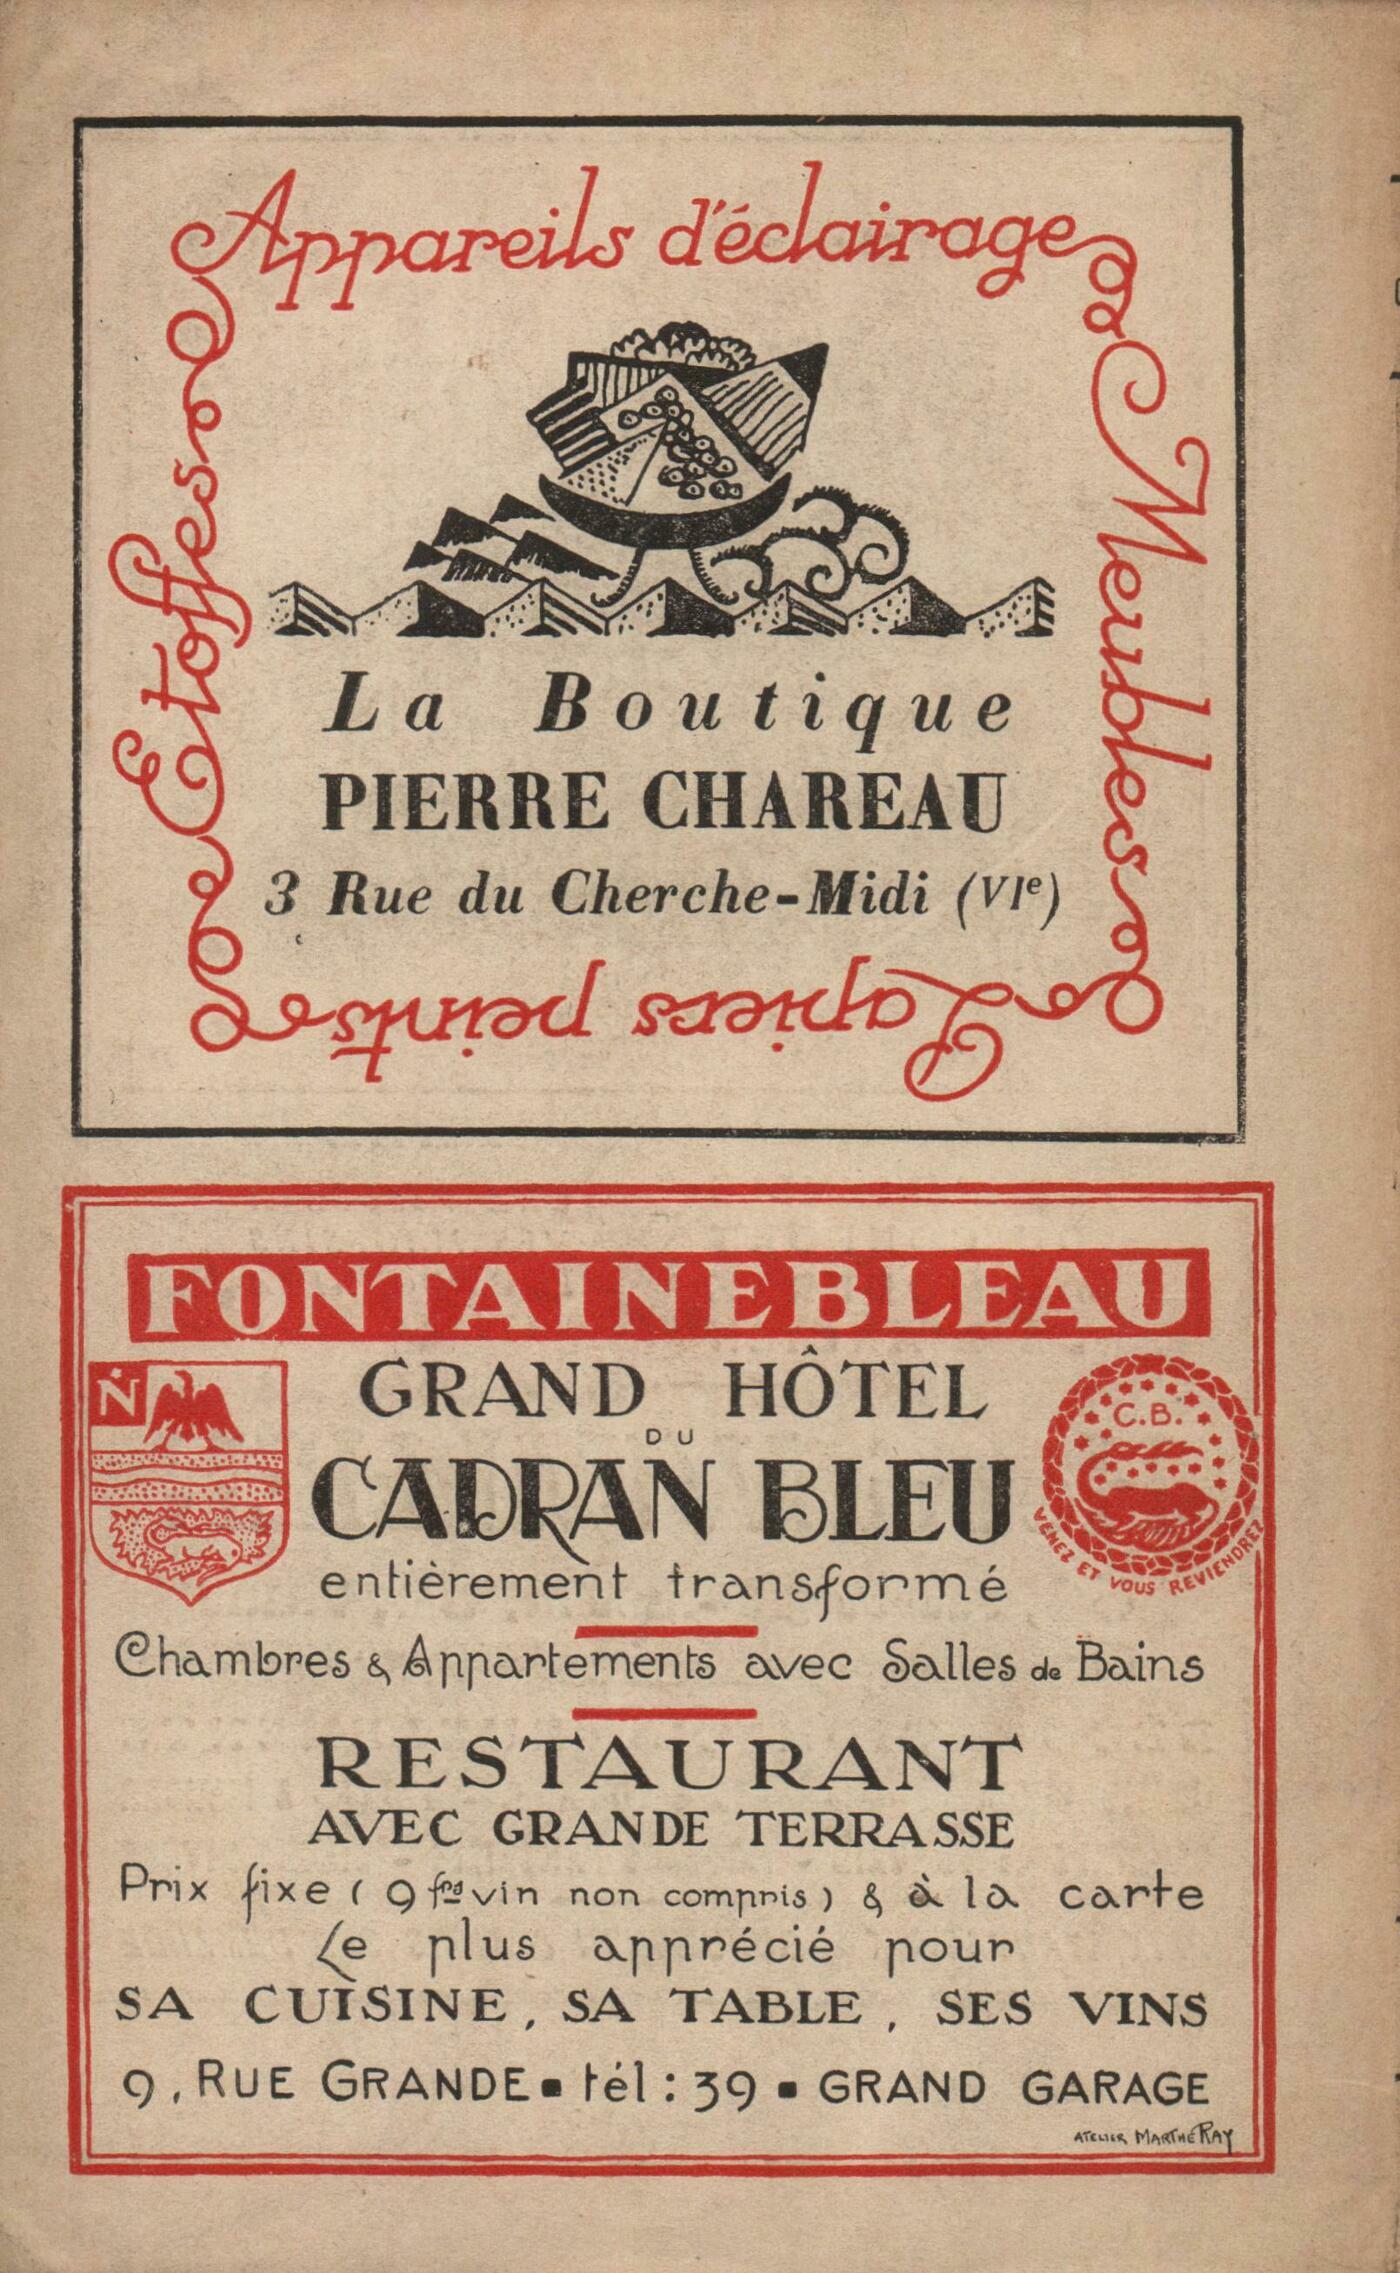 Appareils d'éclairage
Meubles
Papiers peints
Etoffes
La Boutique
PIERRE CHAREAU
3 Rue du Cherche-Midi (VIe)
FONTAINEBLEAU
N
GRAND HÔTEL
DU
CADRAN BLEU
entièrement transformé
C.B.
VENEZ ET VOUS REVIENDREZ
Chambres & Appartements avec Salles de Bains
RESTAURANT
AVEC GRANDE TERRASSE
Prix fixe (9 frs vin non compris) & à la carte
Le plus apprécié pour
SA CUISINE, SA TABLE, SES VINS
9, RUE GRANDE ▪ tél : 39 ▪ GRAND GARAGE
ATELIER MARTHE RAY